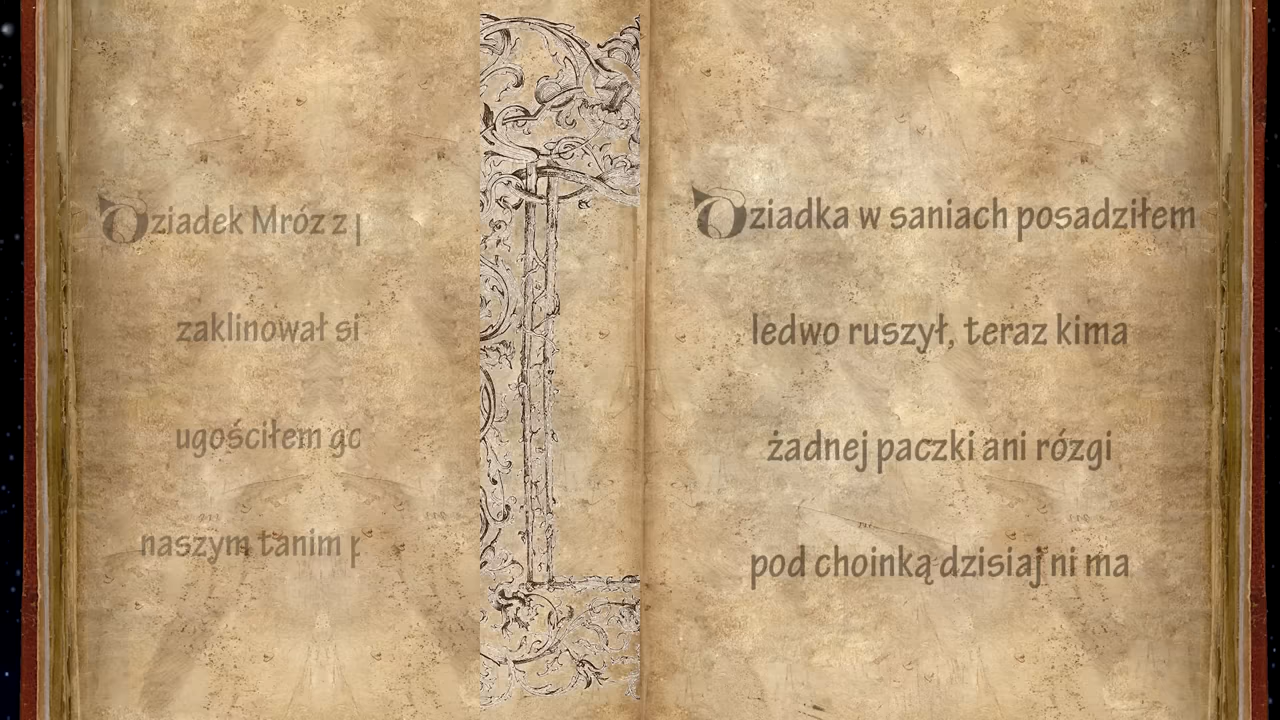 Dziadek Mróz z
zaklinował
ugościłem
naszym tanim
Dziadka w saniach posadziłem
ledwo ruszył, teraz kima
żadnej paczki ani rózgi
pod choinką dzisiaj ni ma